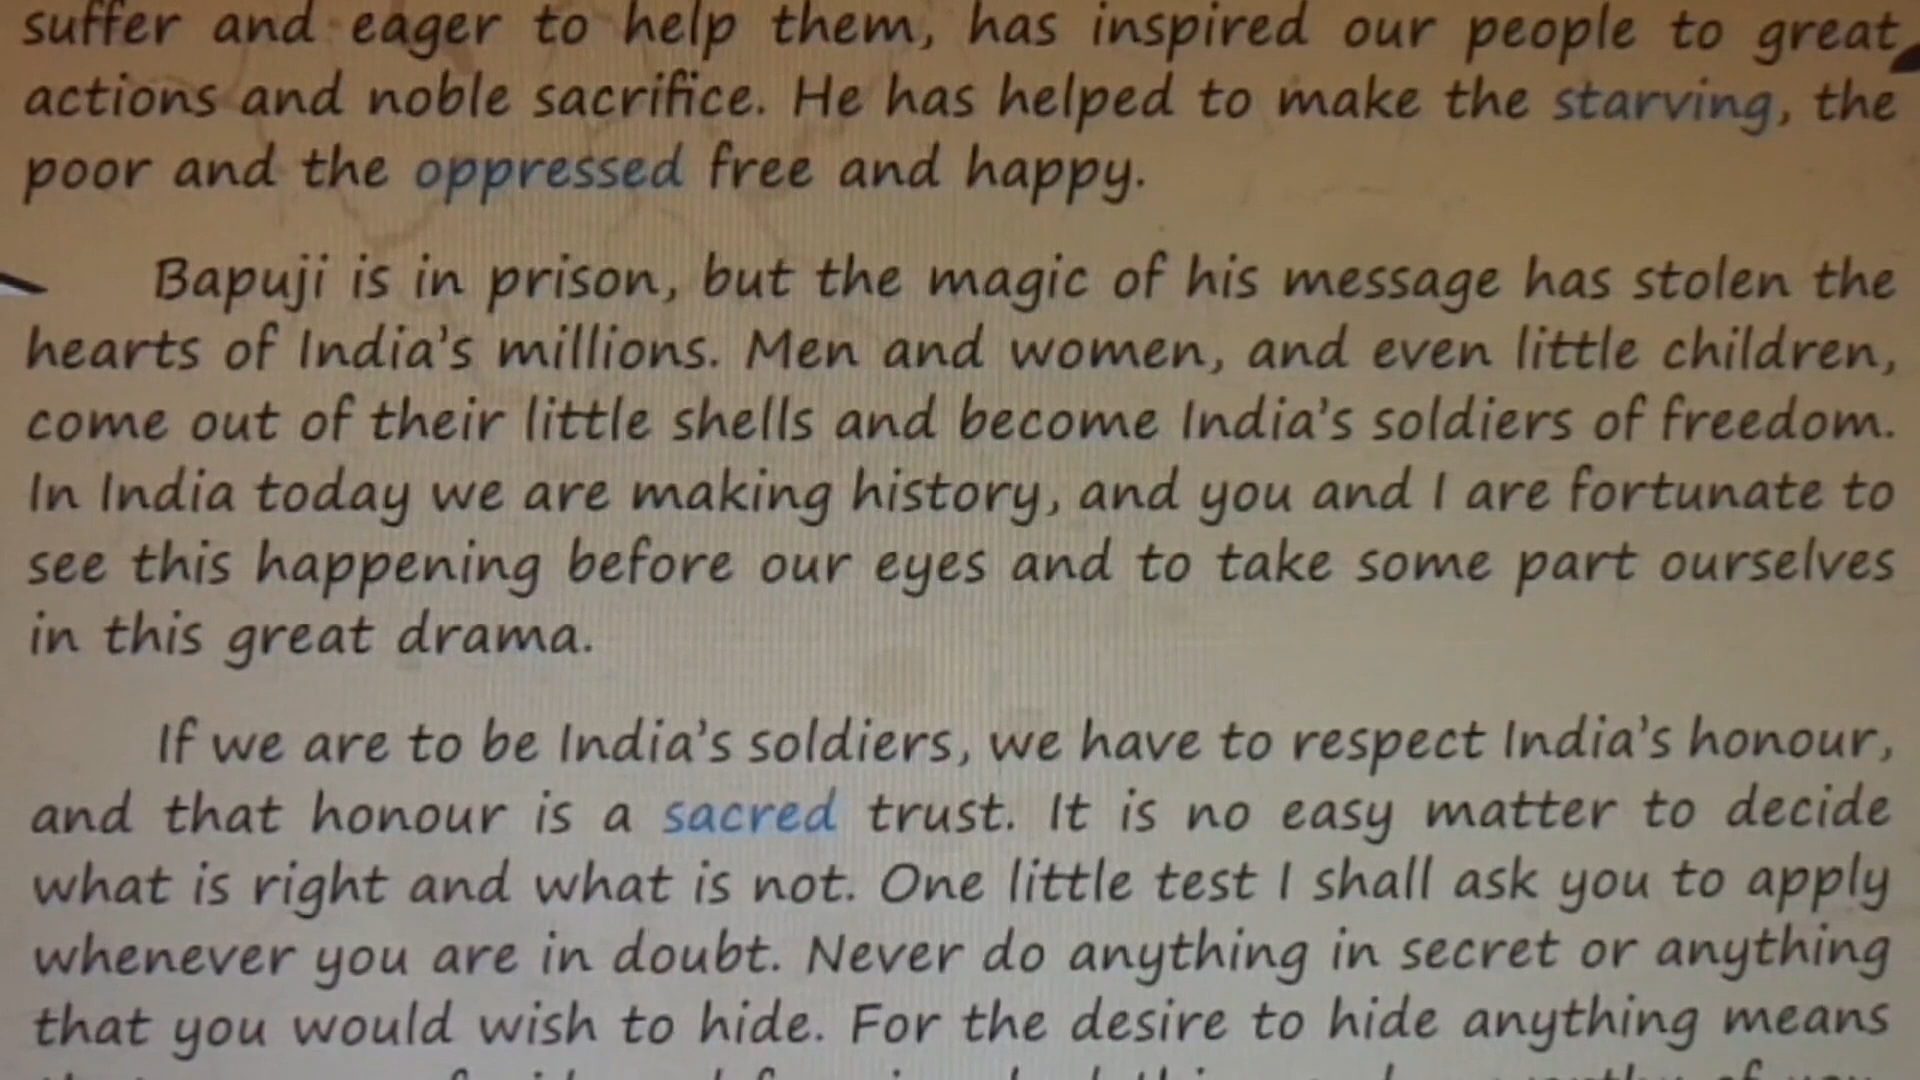 suffer and eager to help them, has inspired our people to great
actions and noble sacrifice. He has helped to make the starving, the
poor and the oppressed free and happy.
Bapuji is in prison, but the magic of his message has stolen the
hearts of India's millions. Men and women, and even little children,
come out of their little shells and become India's soldiers of freedom.
In India today we are making history, and you and I are fortunate to
see this happening before our eyes and to take some part ourselves
in this great drama.
If we are to be India's soldiers, we have to respect India's honour,
and that honour is a sacred trust. It is no easy matter to decide
what is right and what is not. One little test I shall ask you to apply
whenever you are in doubt. Never do anything in secret or anything
that you would wish to hide. For the desire to hide anything means